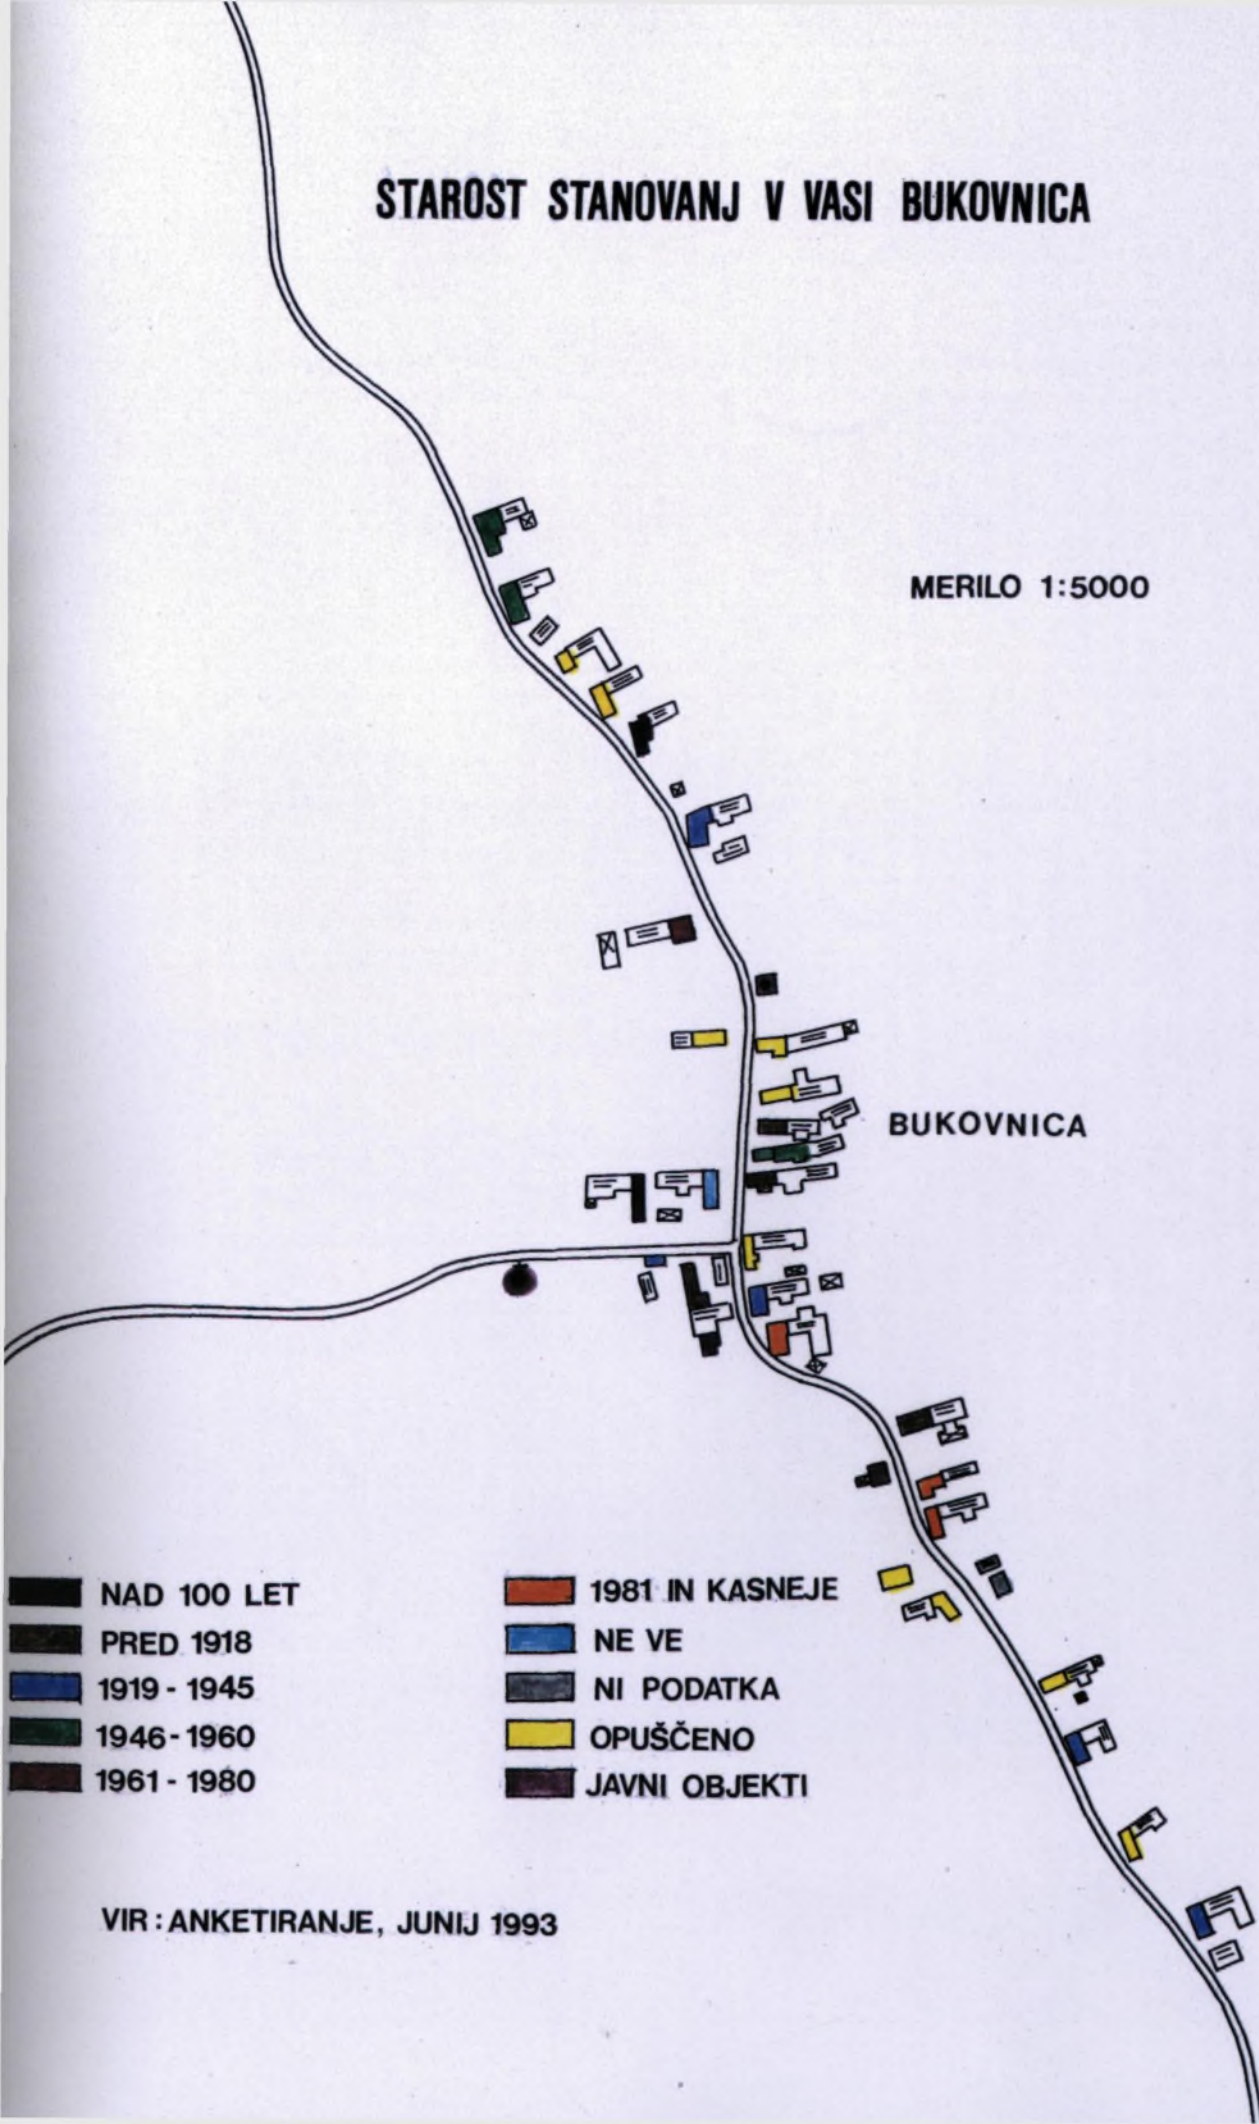 STAROST STANOVANJ V VASI BUKOVNICA
MERILO 1:5000
BUKOVNICA
NAD 100 LET
PRED 1918
1919 - 1945
1946 - 1960
1961 - 1980
1981 IN KASNEJE
NE VE
NI PODATKA
OPUŠČENO
JAVNI OBJEKTI
VIR : ANKETIRANJE, JUNIJ 1993